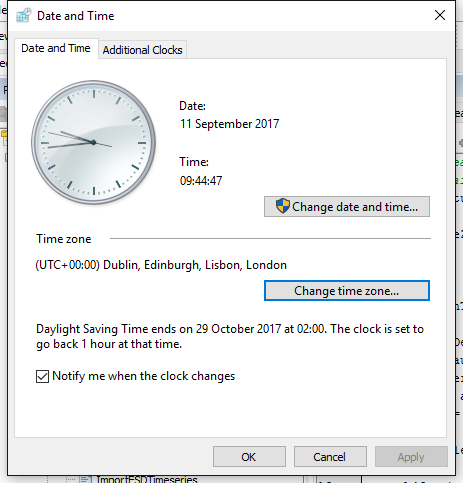 Date and Time
Date and Time
Additional Clocks
Date:
11 September 2017
Time:
09:44:47
Change date and time...
Time zone
(UTC+00:00) Dublin, Edinburgh, Lisbon, London
Change time zone...
Daylight Saving Time ends on 29 October 2017 at 02:00. The clock is set to
go back 1 hour at that time.
Notify me when the clock changes
OK
Cancel
Apply
ImportESDTimeseries